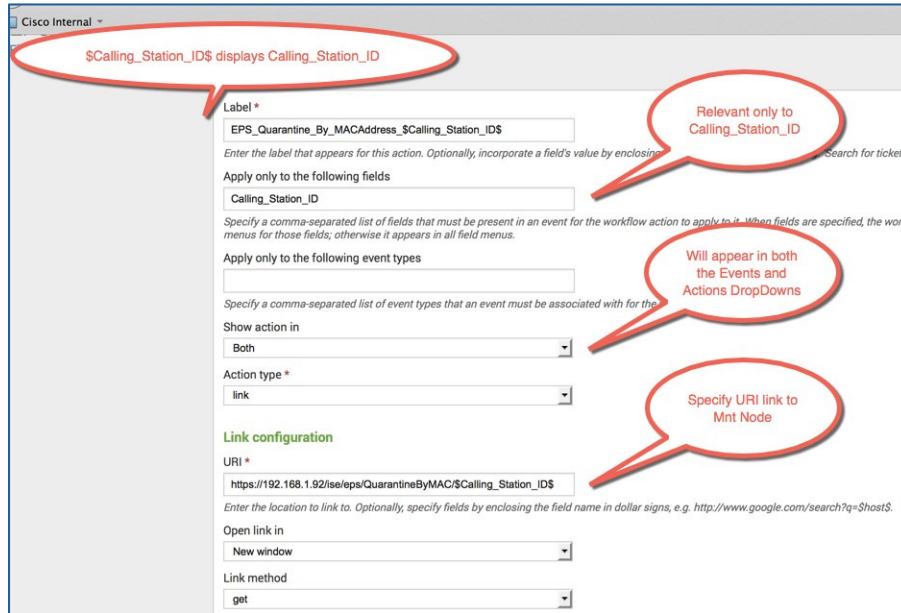 Cisco Internal
$Calling_Station_ID$ displays Calling_Station_ID
Label *
EPS_Quarantine_By_MACAddress_$Calling_Station_ID$
Enter the label that appears for this action. Optionally, incorporate a field's value by enclosing
Search for ticket
Relevant only to
Calling_Station_ID
Apply only to the following fields
Calling_Station_ID
Specify a comma-separated list of fields that must be present in an event for the workflow action to apply to it. When fields are specified, the wor
menus for those fields; otherwise it appears in all field menus.
Apply only to the following event types
Specify a comma-separated list of event types that an event must be associated with for the
Will appear in both
the Events and
Actions DropDowns
Show action in
Both
Action type *
link
Specify URI link to
Mnt Node
Link configuration
URI *
https://192.168.1.92/ise/eps/QuarantineByMAC/$Calling_Station_ID$
Enter the location to link to. Optionally, specify fields by enclosing the field name in dollar signs, e.g. http://www.google.com/search?q=$host$.
Open link in
New window
Link method
get